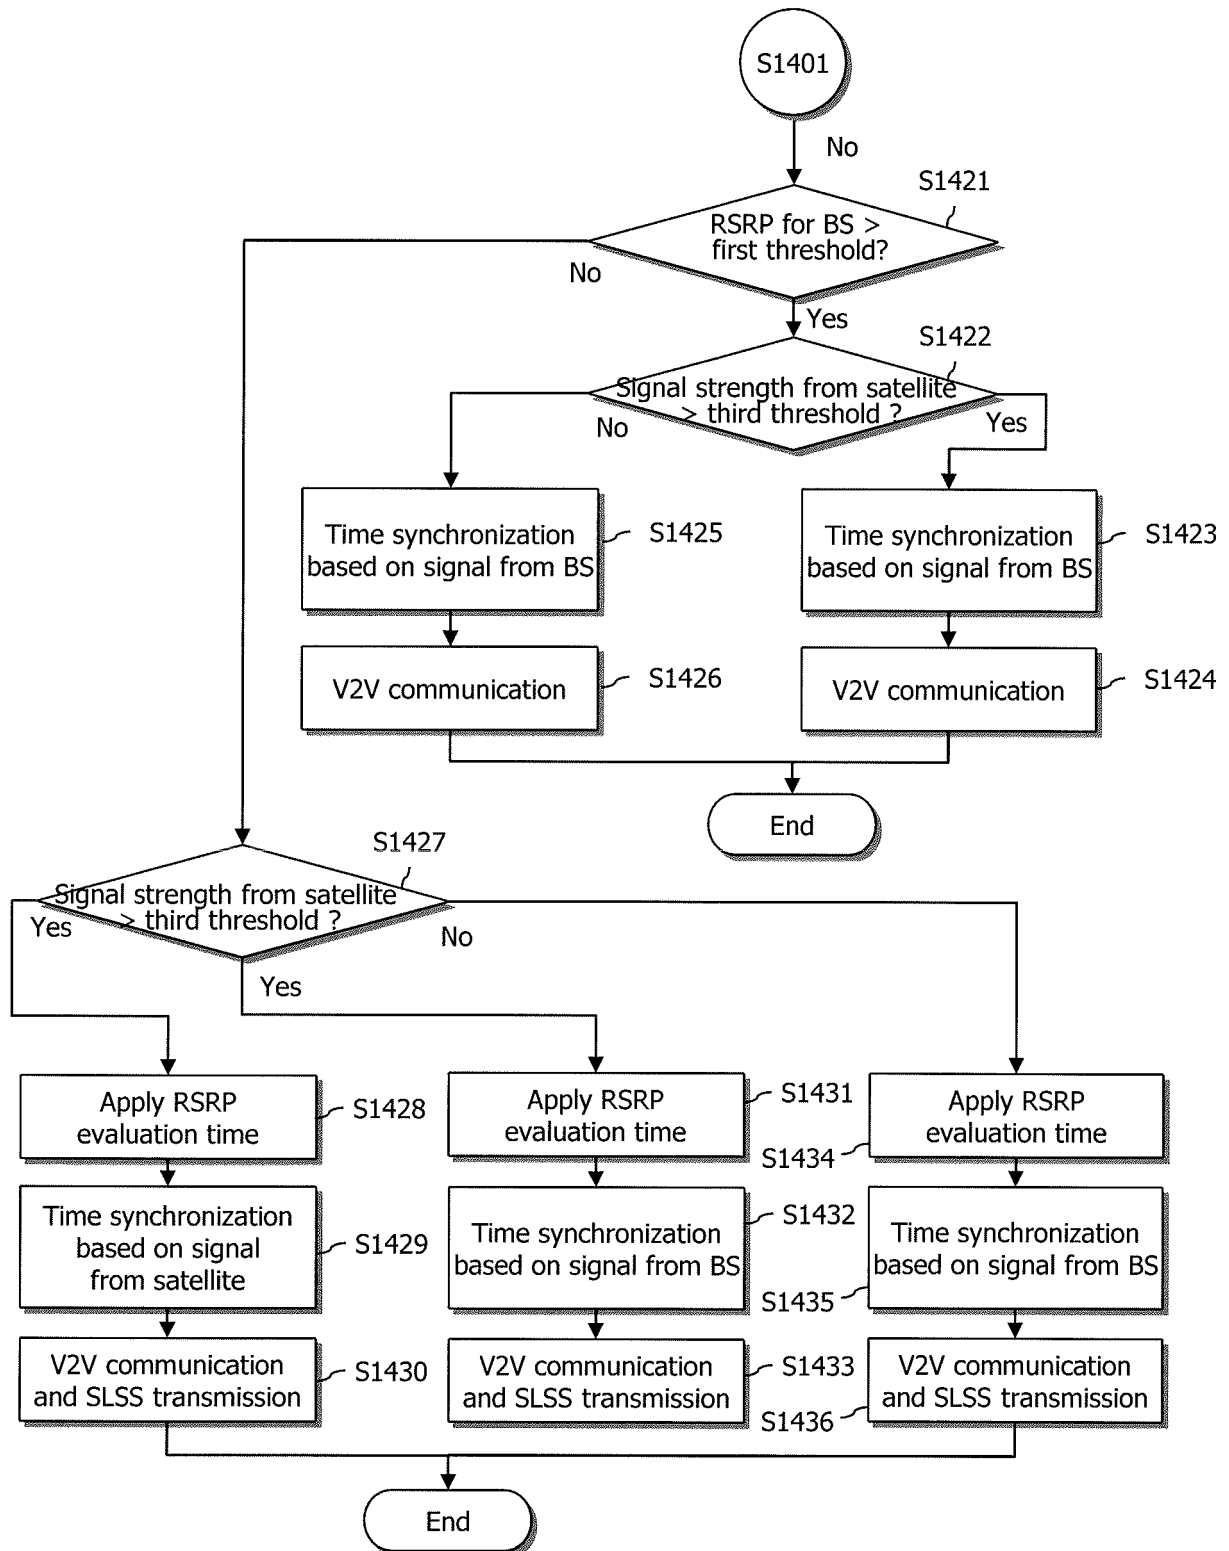 S1401
No
S1421
RSRP for BS >
first threshold?
No
Yes
S1422
Signal strength from satellite
> third threshold ?
No
Yes
Time synchronization
based on signal from BS
S1425
Time synchronization
based on signal from BS
S1423
V2V communication
S1426
V2V communication
S1424
End
S1427
Signal strength from satellite
> third threshold ?
Yes
No
Yes
Apply RSRP
evaluation time
S1428
Apply RSRP
evaluation time
S1431
Apply RSRP
evaluation time
S1434
Time synchronization
based on signal
from satellite
S1429
Time synchronization
based on signal from BS
S1432
Time synchronization
based on signal from BS
S1435
V2V communication
and SLSS transmission
S1430
V2V communication
and SLSS transmission
S1433
V2V communication
and SLSS transmission
S1436
End